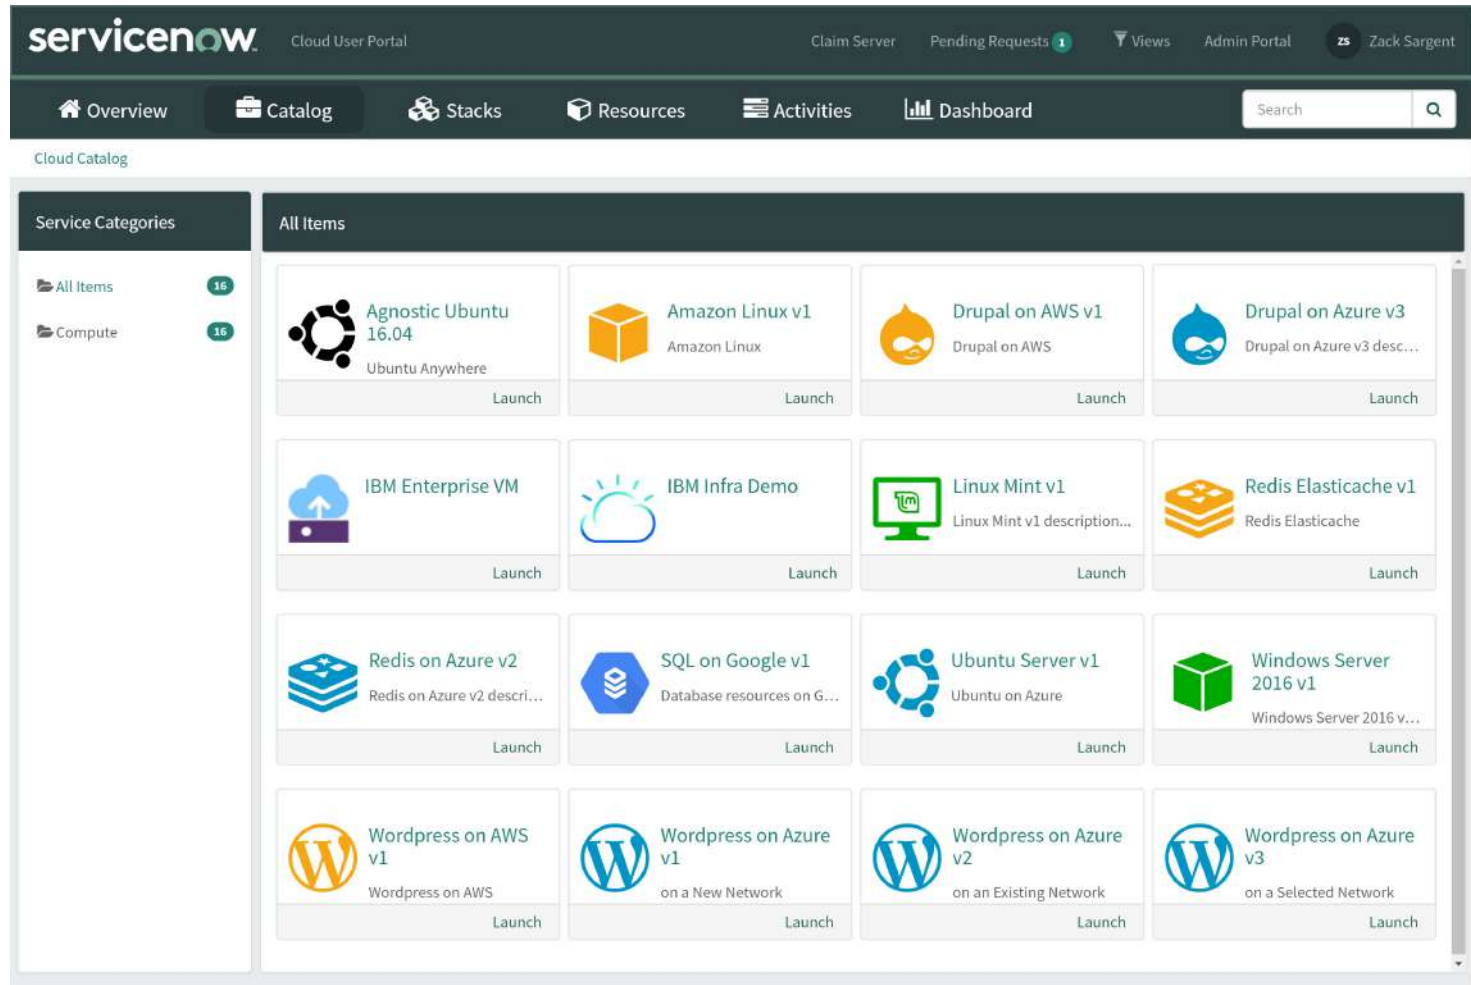 servicenow.
Cloud User Portal
Claim Server
Pending Requests 1
Views
Admin Portal
ZS
Zack Sargent
Overview
Catalog
Stacks
Resources
Activities
Dashboard
Search
Cloud Catalog
Service Categories
All Items 16
Compute 16
All Items
Agnostic Ubuntu
16.04
Ubuntu Anywhere
Launch
Amazon Linux v1
Amazon Linux
Launch
Drupal on AWS v1
Drupal on AWS
Launch
Drupal on Azure v3
Drupal on Azure v3 desc...
Launch
IBM Enterprise VM
Launch
IBM Infra Demo
Launch
Linux Mint v1
Linux Mint v1 description...
Launch
Redis Elasticache v1
Redis Elasticache
Launch
Redis on Azure v2
Redis on Azure v2 descri...
Launch
SQL on Google v1
Database resources on G...
Launch
Ubuntu Server v1
Ubuntu on Azure
Launch
Windows Server
2016 v1
Windows Server 2016 v...
Launch
Wordpress on AWS
v1
Wordpress on AWS
Launch
Wordpress on Azure
v1
on a New Network
Launch
Wordpress on Azure
v2
on an Existing Network
Launch
Wordpress on Azure
v3
on a Selected Network
Launch